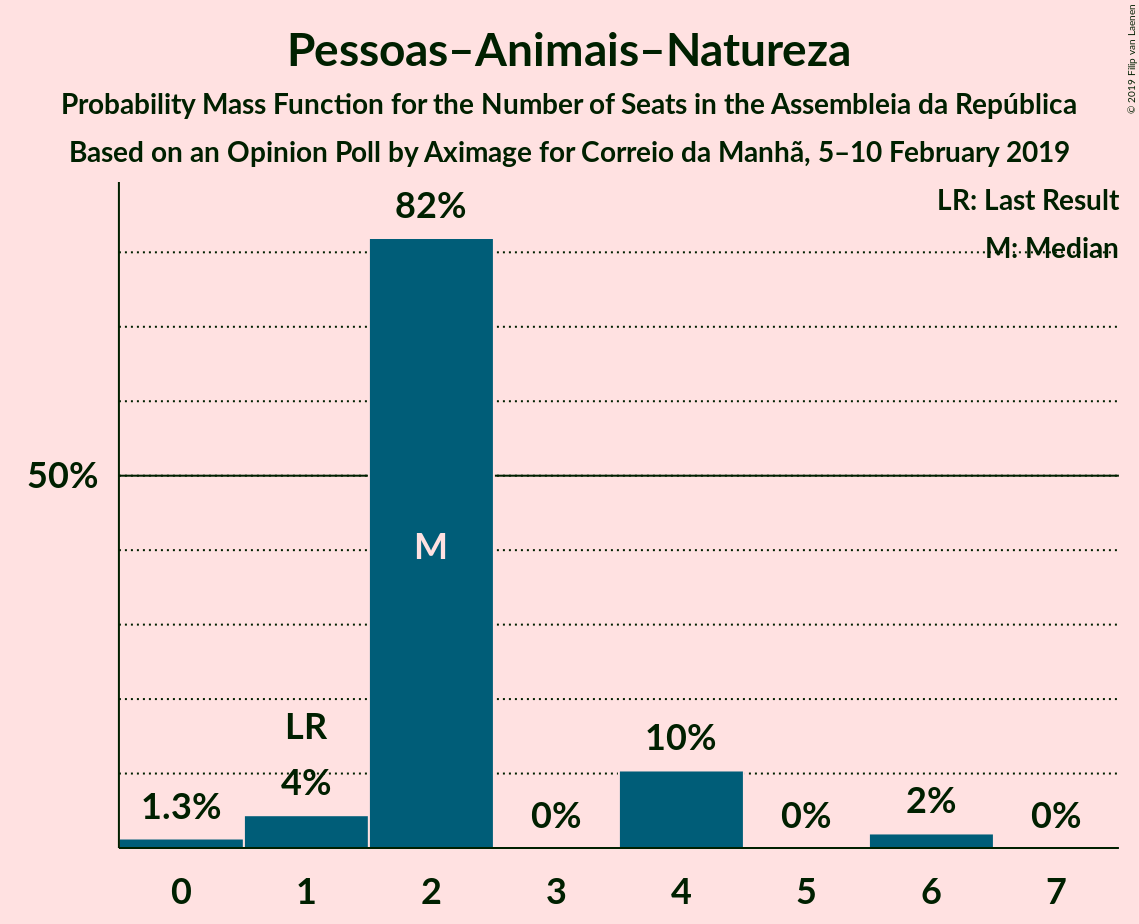 Pessoas–Animais–Natureza
Probability Mass Function for the Number of Seats in the Assembleia da República
Based on an Opinion Poll by Aximage for Correio da Manhã, 5–10 February 2019
© 2019 Filip van Laenen
LR: Last Result
M: Median
82%
50%
M
LR
10%
4%
1.3%
2%
0%
0%
0%
0 1 2 3 4 5 6 7